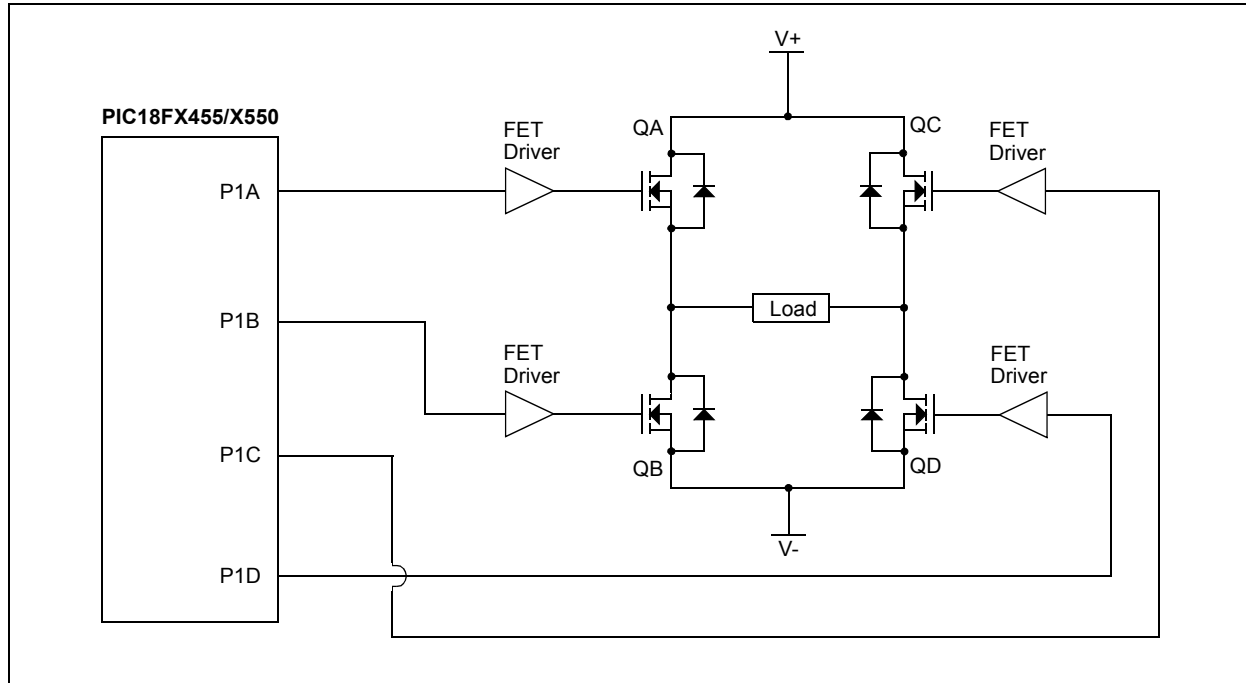 V+
PIC18FX455/X550
FET
Driver
QA
QC
FET
Driver
P1A
P1B
Load
FET
Driver
FET
Driver
P1C
QB
QD
V-
P1D